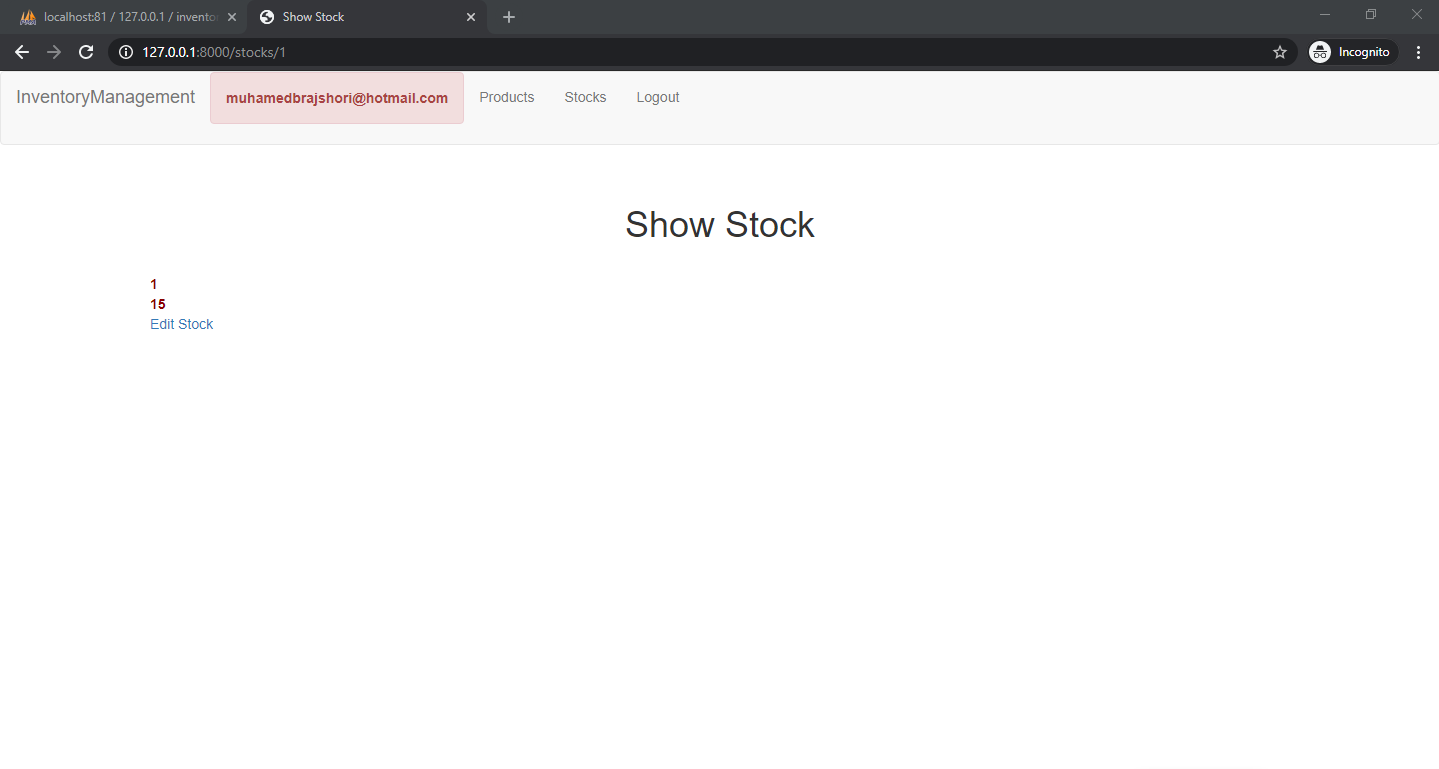 localhost:81 / 127.0.0.1 / invento
Show Stock
127.0.0.1:8000/stocks/1
Incognito
InventoryManagement muhamedbrajshori@hotmail.com Products Stocks Logout
Show Stock
1
15
Edit Stock